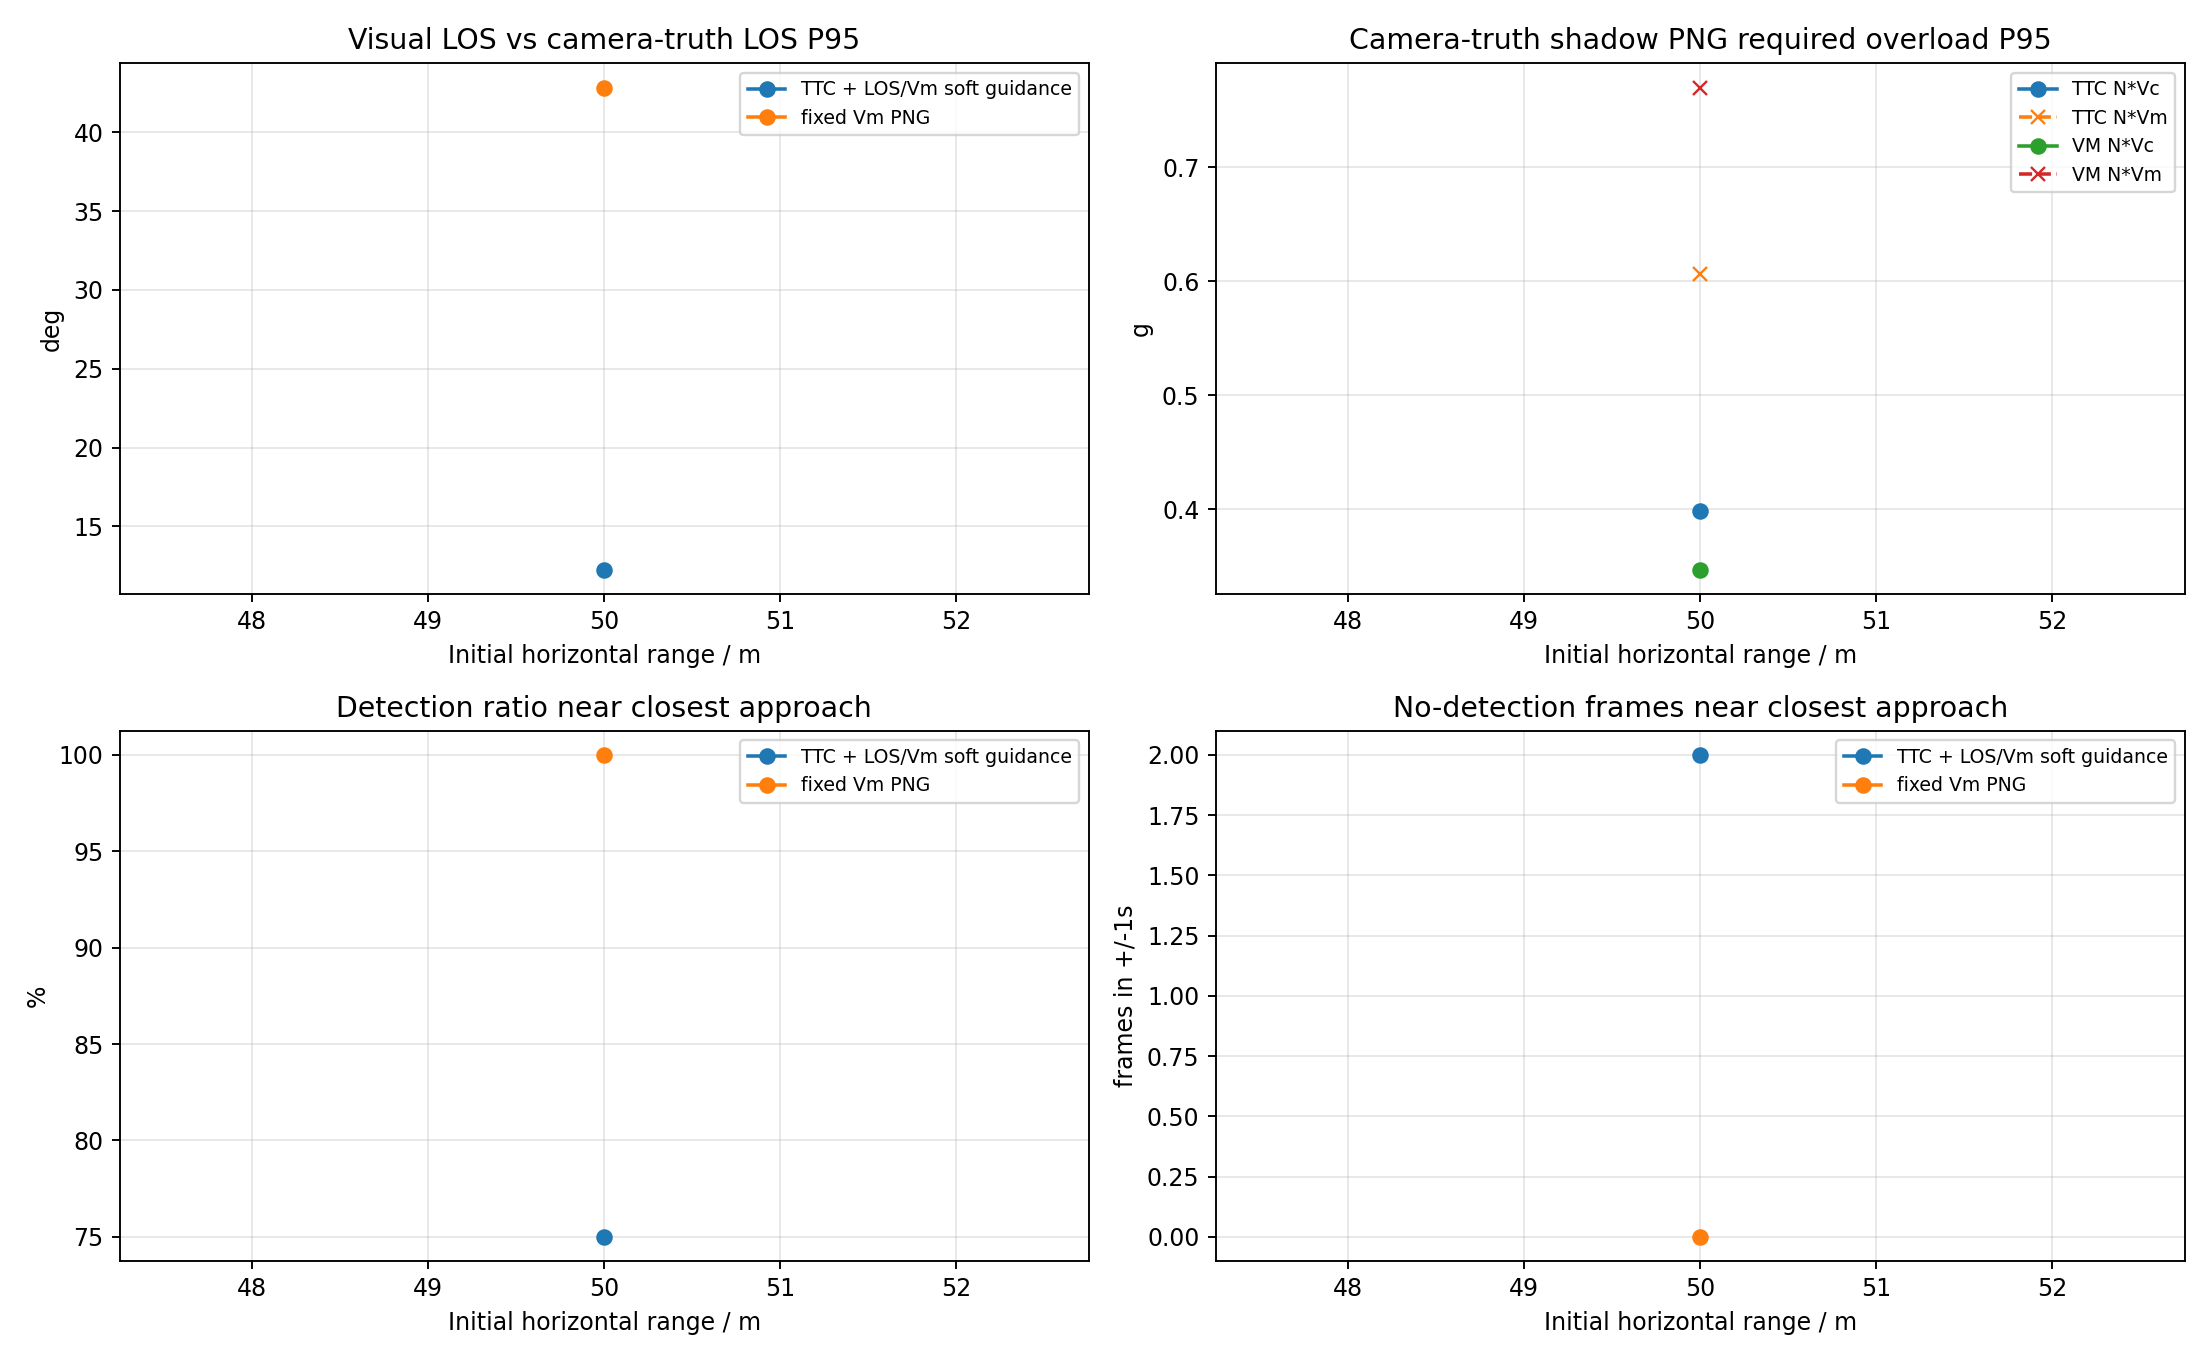 Visual LOS vs camera-truth LOS P95
TTC + LOS/Vm soft guidance
fixed Vm PNG
deg
40
35
30
25
20
15
48 49 50 51 52
Initial horizontal range / m
Camera-truth shadow PNG required overload P95
TTC N*Vc
TTC N*Vm
VM N*Vc
VM N*Vm
g
0.7
0.6
0.5
0.4
48 49 50 51 52
Initial horizontal range / m
Detection ratio near closest approach
TTC + LOS/Vm soft guidance
fixed Vm PNG
%
100
95
90
85
80
75
48 49 50 51 52
Initial horizontal range / m
No-detection frames near closest approach
TTC + LOS/Vm soft guidance
fixed Vm PNG
frames in +/-1s
2.00
1.75
1.50
1.25
1.00
0.75
0.50
0.25
0.00
48 49 50 51 52
Initial horizontal range / m